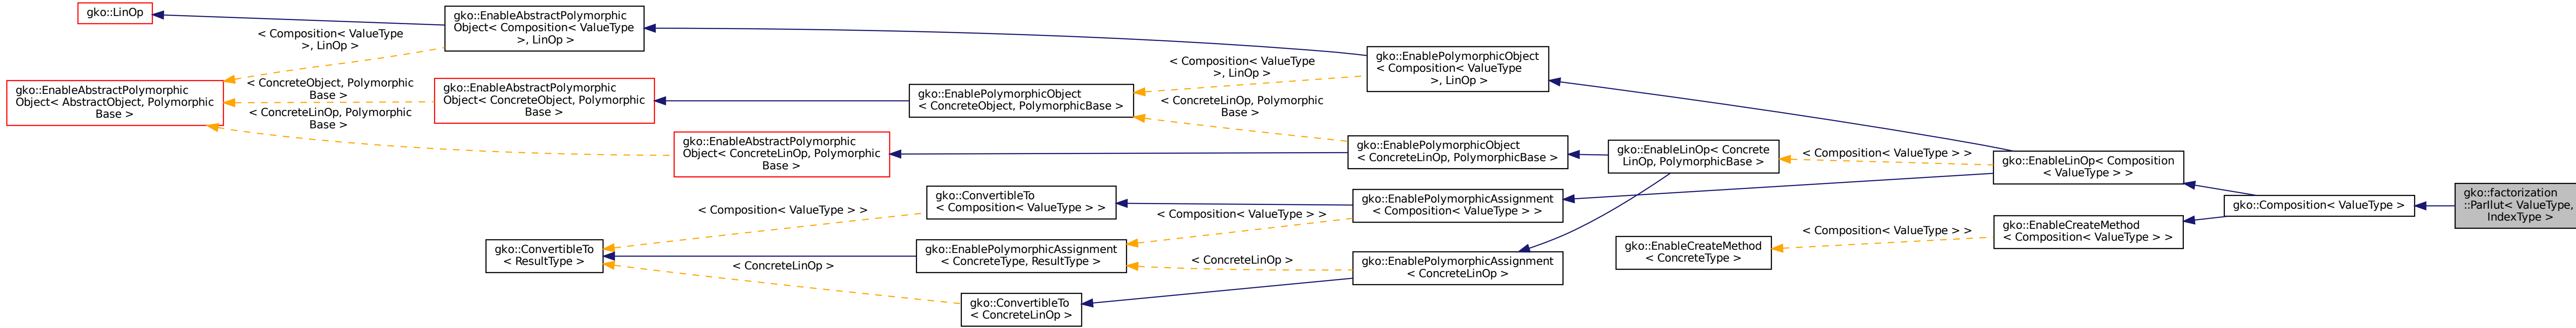 gko::LinOp
gko::EnableAbstractPolymorphic
Object< Composition< ValueType
>, LinOp >
< Composition< ValueType
>, LinOp >
gko::EnableAbstractPolymorphic
Object< AbstractObject, Polymorphic
Base >
< ConcreteObject, Polymorphic
Base >
< ConcreteLinOp, Polymorphic
Base >
gko::EnableAbstractPolymorphic
Object< ConcreteObject, Polymorphic
Base >
gko::EnableAbstractPolymorphic
Object< ConcreteLinOp, Polymorphic
Base >
gko::EnablePolymorphicObject
< ConcreteObject, PolymorphicBase >
< Composition< ValueType
>, LinOp >
< ConcreteLinOp, Polymorphic
Base >
gko::EnablePolymorphicObject
< Composition< ValueType
>, LinOp >
gko::EnablePolymorphicObject
< ConcreteLinOp, PolymorphicBase >
gko::EnableLinOp< Concrete
LinOp, PolymorphicBase >
< Composition< ValueType > >
gko::EnableLinOp< Composition
< ValueType > >
gko::ConvertibleTo
< Composition< ValueType > >
< Composition< ValueType > >
gko::ConvertibleTo
< ResultType >
gko::EnablePolymorphicAssignment
< ConcreteType, ResultType >
< ConcreteLinOp >
gko::ConvertibleTo
< ConcreteLinOp >
< Composition< ValueType > >
< ConcreteLinOp >
gko::EnablePolymorphicAssignment
< Composition< ValueType > >
gko::EnablePolymorphicAssignment
< ConcreteLinOp >
gko::EnableCreateMethod
< ConcreteType >
< Composition< ValueType > >
gko::EnableCreateMethod
< Composition< ValueType > >
gko::Composition< ValueType >
gko::factorization
::ParIlut< ValueType,
IndexType >